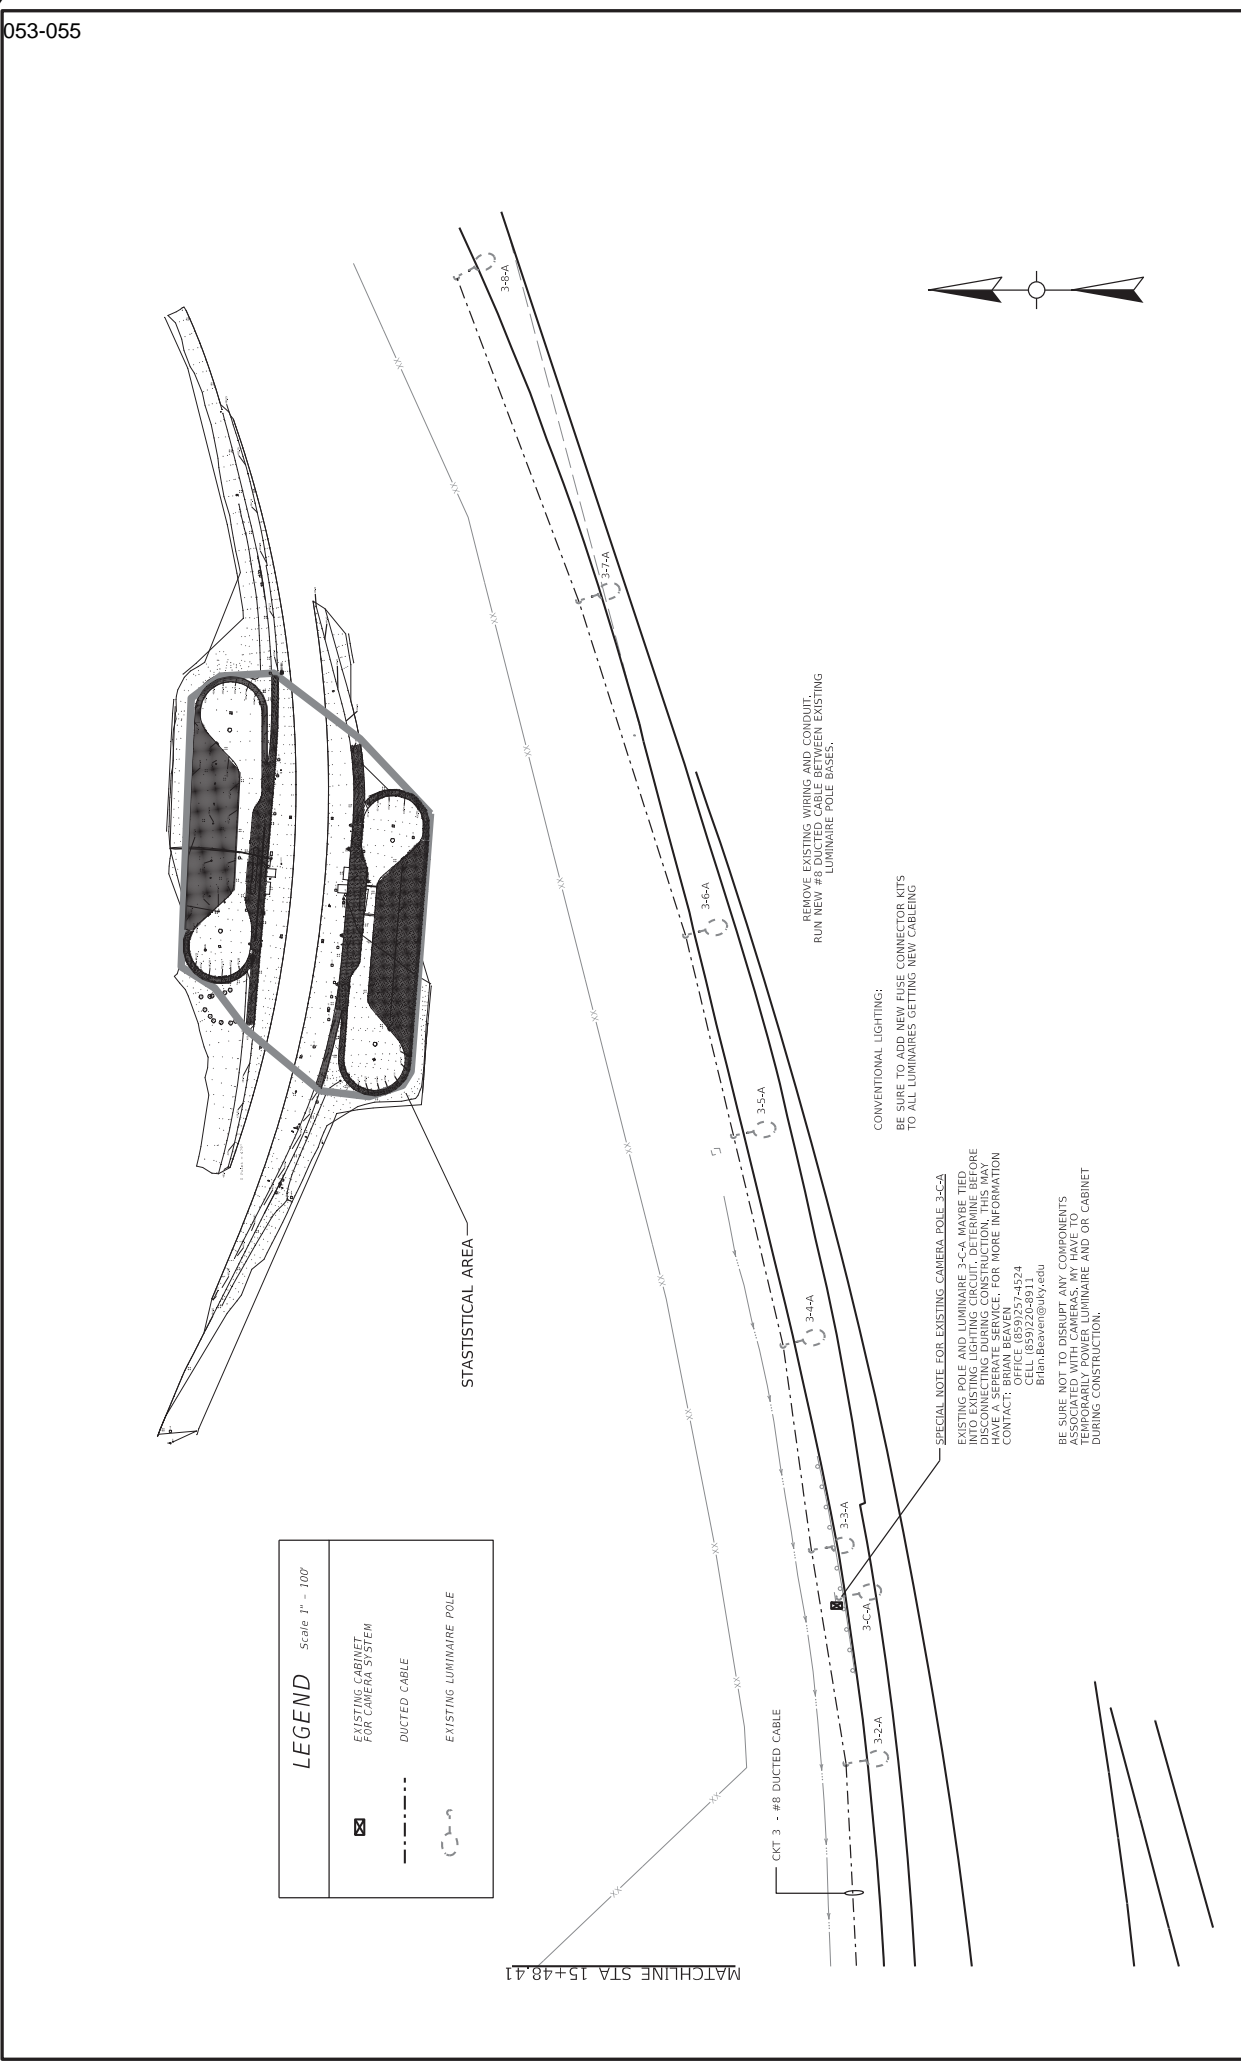 053-055
3-8-A
3-7-A
REMOVE EXISTING WIRING AND CONDUIT.
RUN NEW #8 DUCTED CABLE BETWEEN EXISTING
LUMINAIRE POLE BASES.
3-6-A
CONVENTIONAL LIGHTING:
BE SURE TO ADD NEW FUSE CONNECTOR KITS
TO ALL LUMINAIRES GETTING NEW CABLEING
3-5-A
STASTISTICAL AREA
3-4-A
SPECIAL NOTE FOR EXISTING CAMERA POLE 3-C-A
EXISTING POLE AND LUMINAIRE 3-C-A MAYBE TIED
INTO EXISTING LIGHTING CIRCUIT. DETERMINE BEFORE
DISCONNECTING DURING CONSTRUCTION. THIS MAY
HAVE A SEPERATE SERVICE. FOR MORE INFORMATION
CONTACT: BRIAN BEAVEN
OFFICE (859)257-4524
CELL (859)220-8911
Brian.Beaven@uky.edu
BE SURE NOT TO DISRUPT ANY COMPONENTS
ASSOCIATED WITH CAMERAS. MY HAVE TO
TEMPORARILY POWER LUMINAIRE AND OR CABINET
DURING CONSTRUCTION.
3-3-A
3-C-A
3-2-A
LEGEND Scale 1" - 100'
EXISTING CABINET
FOR CAMERA SYSTEM
DUCTED CABLE
EXISTING LUMINAIRE POLE
CKT 3 - #8 DUCTED CABLE
MATCHLINE STA 15+48.41